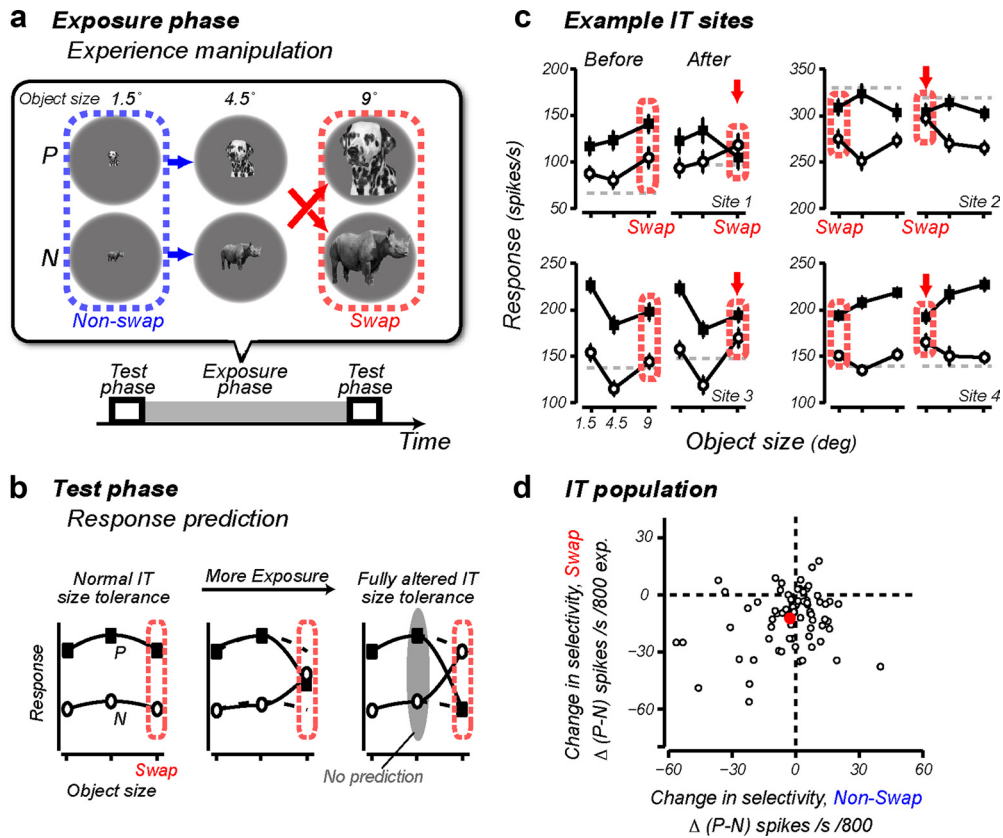 a Exposure phase
Experience manipulation
Object size 1.5° 4.5° 9°
P
N
Non-swap
Swap
Test phase
Exposure phase
Test phase
Time
b Test phase
Response prediction
Normal IT size tolerance
More Exposure
Fully altered IT size tolerance
Response
P
N
Swap
Object size
No prediction
c Example IT sites
Before After
Response (spikes/s)
200
150
100
50
Swap Swap
Site 1
350
300
250
200
Swap Swap
Site 2
250
200
150
100
1.5 4.5 9
Site 3
250
200
150
100
Site 4
Object size (deg)
d IT population
Change in selectivity, Swap
Δ (P-N) spikes /s /800 exp.
30
0
−30
−60
−60 −30 0 30 60
Change in selectivity, Non-Swap
Δ (P-N) spikes /s /800